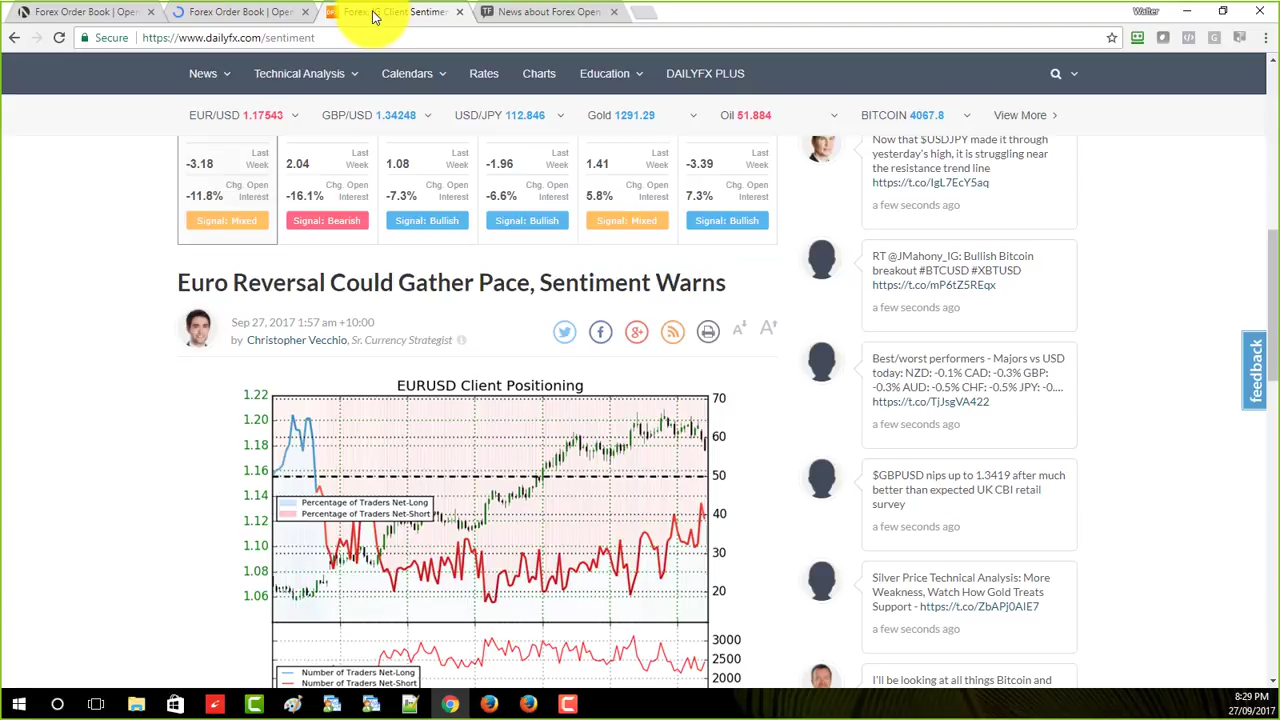 Forex Order Book | Open
Forex Order Book | Open
Forex: IG Client Sentimen
News about Forex Open
Walter
Secure https://www.dailyfx.com/sentiment
News Technical Analysis Calendars Rates Charts Education DAILYFX PLUS
EUR/USD 1.17543 GBP/USD 1.34248 USD/JPY 112.846 Gold 1291.29 Oil 51.884 BITCOIN 4067.8 View More
-3.18 Last Week 2.04 Last Week 1.08 Last Week -1.96 Last Week 1.41 Last Week -3.39 Last Week
-11.8% Chg. Open Interest -16.1% Chg. Open Interest -7.3% Chg. Open Interest -6.6% Chg. Open Interest 5.8% Chg. Open Interest 7.3% Chg. Open Interest
Signal: Mixed Signal: Bearish Signal: Bullish Signal: Bullish Signal: Mixed Signal: Bullish
Euro Reversal Could Gather Pace, Sentiment Warns
Sep 27, 2017 1:57 am +10:00
by Christopher Vecchio, Sr. Currency Strategist
A A
EURUSD Client Positioning
1.22 70
1.20
1.18 60
1.16 50
1.14
1.12 40
1.10 30
1.08
1.06 20
Percentage of Traders Net-Long
Percentage of Traders Net-Short
3000
2500
2000
Number of Traders Net-Long
Number of Traders Net-Short
Now that $USDJPY made it through
yesterday's high, it is struggling near
the resistance trend line
https://t.co/IgL7EcY5aq
a few seconds ago
RT @JMahony_IG: Bullish Bitcoin
breakout #BTCUSD #XBTUSD
https://t.co/mP6tZ5REqx
a few seconds ago
Best/worst performers - Majors vs USD
today: NZD: -0.1% CAD: -0.3% GBP:
-0.3% AUD: -0.5% CHF: -0.5% JPY: -0....
https://t.co/TjJsgVA422
a few seconds ago
$GBPUSD nips up to 1.3419 after much
better than expected UK CBI retail
survey
a few seconds ago
Silver Price Technical Analysis: More
Weakness, Watch How Gold Treats
Support - https://t.co/ZbAPj0AIE7
a few seconds ago
I'll be looking at all things Bitcoin and
feedback
8:29 PM
27/09/2017